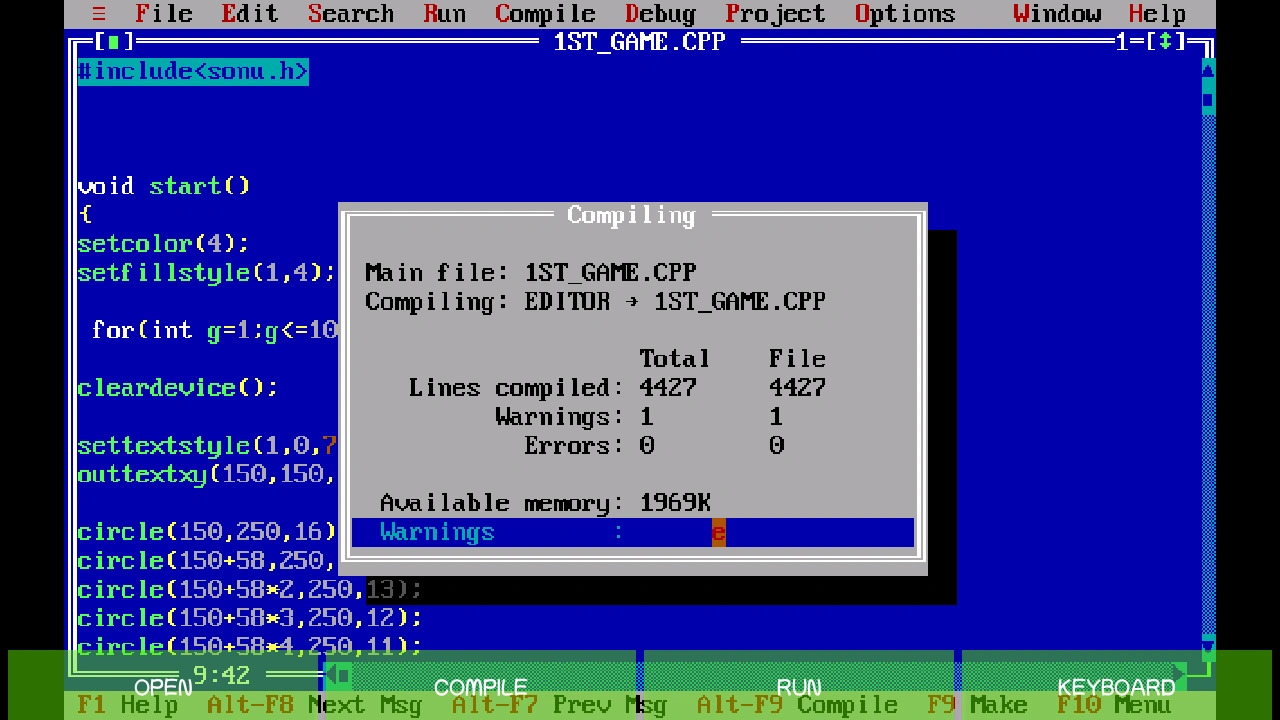 ≡ File Edit Search Run Compile Debug Project Options Window Help
[■] 1ST_GAME.CPP 1=[↕]
#include<sonu.h>
void start()
{
setcolor(4);
setfillstyle(1,4);
for(int g=1;g<=10
cleardevice();
settextstyle(1,0,7
outtextxy(150,150,
circle(150,250,16)
circle(150+58,250,
circle(150+58*2,250,13);
circle(150+58*3,250,12);
circle(150+58*4,250,11);
Compiling
Main file: 1ST_GAME.CPP
Compiling: EDITOR → 1ST_GAME.CPP
Total File
Lines compiled: 4427 4427
Warnings: 1 1
Errors: 0 0
Available memory: 1969K
Warnings : e
9:42
OPEN COMPILE RUN KEYBOARD
F1 Help Alt-F8 Next Msg Alt-F7 Prev Msg Alt-F9 Compile F9 Make F10 Menu